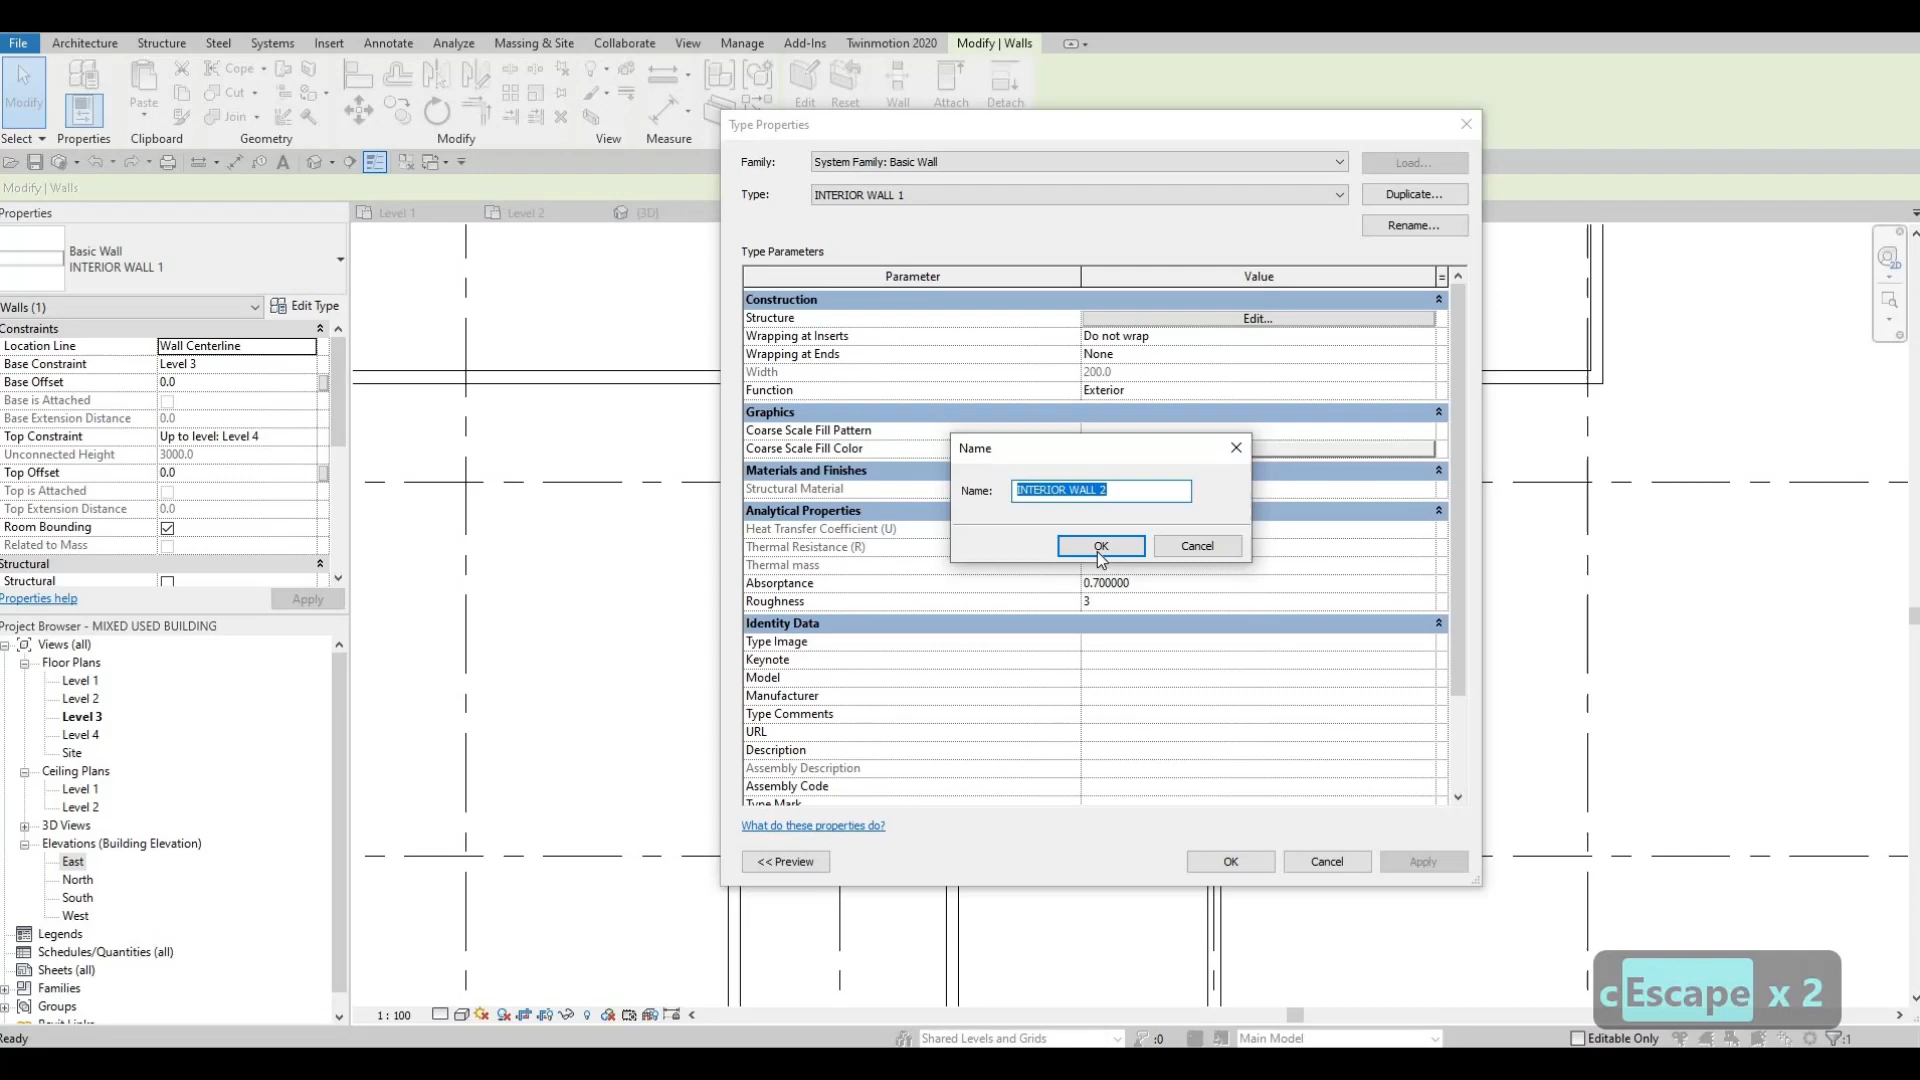 File Architecture Structure Steel Systems Insert Annotate Analyze Massing & Site Collaborate View Manage Add-Ins Twinmotion 2020 Modify | Walls
Modify Paste Cope Cut Join Edit Reset Wall Attach Detach
Select Properties Clipboard Geometry Modify View Measure
Modify | Walls
Properties
Level 1 Level 2 {3D}
Basic Wall
INTERIOR WALL 1
Walls (1) Edit Type
Constraints
Location Line Wall Centerline
Base Constraint Level 3
Base Offset 0.0
Base is Attached
Base Extension Distance 0.0
Top Constraint Up to level: Level 4
Unconnected Height 3000.0
Top Offset 0.0
Top is Attached
Top Extension Distance 0.0
Room Bounding
Related to Mass
Structural
Structural
Properties help Apply
Project Browser - MIXED USED BUILDING
Views (all)
Floor Plans
Level 1
Level 2
Level 3
Level 4
Site
Ceiling Plans
Level 1
Level 2
3D Views
Elevations (Building Elevation)
East
North
South
West
Legends
Schedules/Quantities (all)
Sheets (all)
Families
Groups
Revit Links
Type Properties
Family: System Family: Basic Wall Load...
Type: INTERIOR WALL 1 Duplicate...
Rename...
Type Parameters
Parameter Value =
Construction
Structure Edit...
Wrapping at Inserts Do not wrap
Wrapping at Ends None
Width 200.0
Function Exterior
Graphics
Coarse Scale Fill Pattern
Coarse Scale Fill Color
Materials and Finishes
Structural Material
Analytical Properties
Heat Transfer Coefficient (U)
Thermal Resistance (R)
Thermal mass
Absorptance 0.700000
Roughness 3
Identity Data
Type Image
Keynote
Model
Manufacturer
Type Comments
URL
Description
Assembly Description
Assembly Code
Type Mark
What do these properties do?
<< Preview OK Cancel Apply
Name
Name: INTERIOR WALL 2
OK Cancel
2D
cEscape x 2
1 : 100
Ready Shared Levels and Grids :0 Main Model Editable Only :1